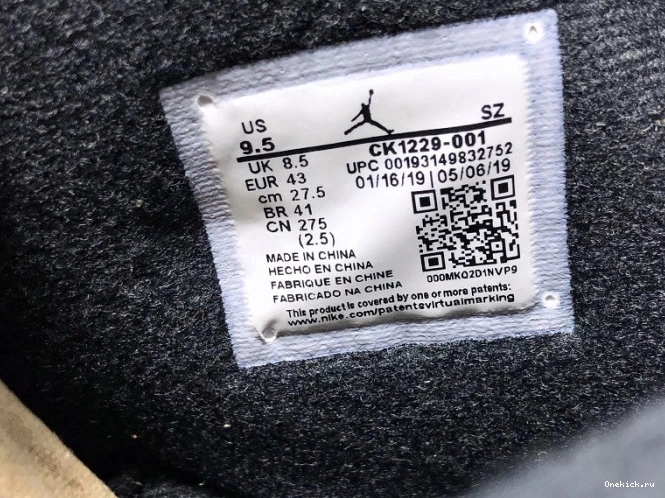 US SZ
9.5 CK1229-001
UK 8.5 UPC 00193149832752
EUR 43 01/16/19 | 05/06/19
cm 27.5
BR 41
CN 275
(2.5)
000MKQ2D1NVP9
MADE IN CHINA
HECHO EN CHINA
FABRIQUE EN CHINE
FABRICADO NA CHINA
This product is covered by one or more patents:
www.nike.com/patentsvirtualmarking
Onekick.ru